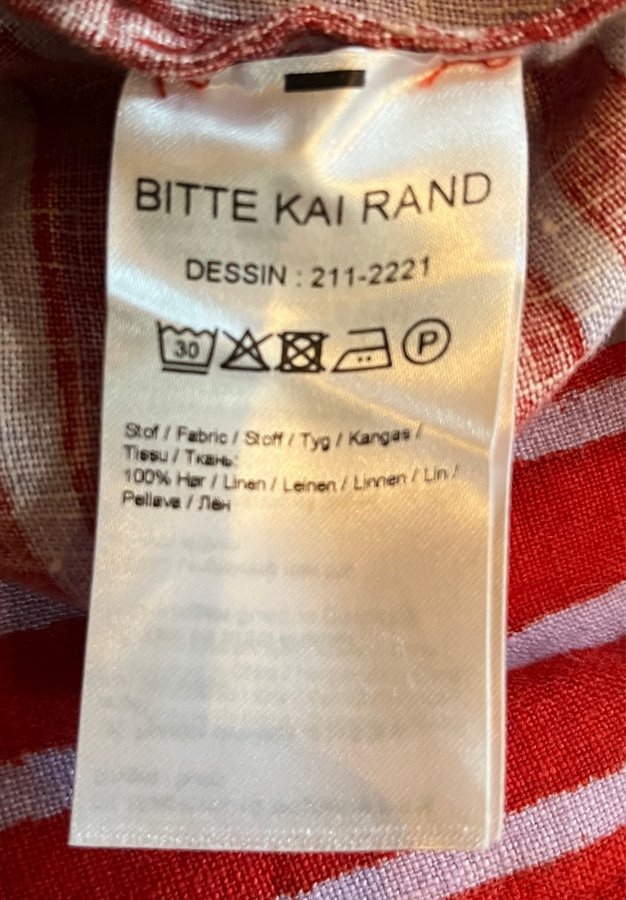 BITTE KAI RAND
DESSIN : 211-2221
30 P
Stof / Fabric / Stoff / Tyg / Kangas /
Tissu / Ткань:
100% Hør / Linen / Leinen / Linnen / Lin /
Pellava / Лён